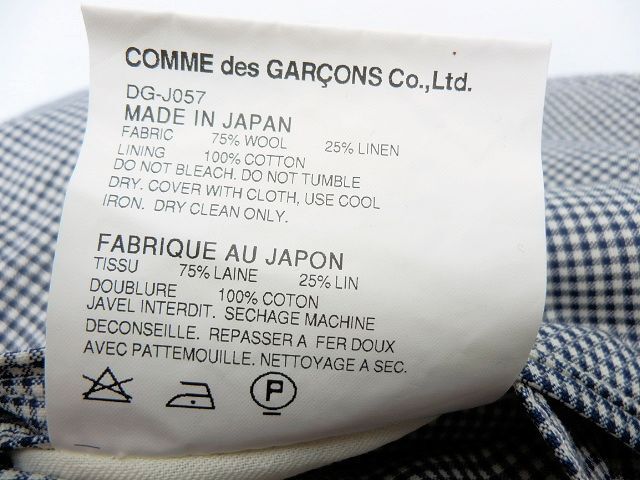 COMME des GARÇONS Co.,Ltd.
DG-J057
MADE IN JAPAN
FABRIC 75% WOOL 25% LINEN
LINING 100% COTTON
DO NOT BLEACH. DO NOT TUMBLE
DRY. COVER WITH CLOTH, USE COOL
IRON. DRY CLEAN ONLY.
FABRIQUE AU JAPON
TISSU 75% LAINE 25% LIN
DOUBLURE 100% COTON
JAVEL INTERDIT. SECHAGE MACHINE
DECONSEILLE. REPASSER A FER DOUX
AVEC PATTEMOUILLE. NETTOYAGE A SEC.
P